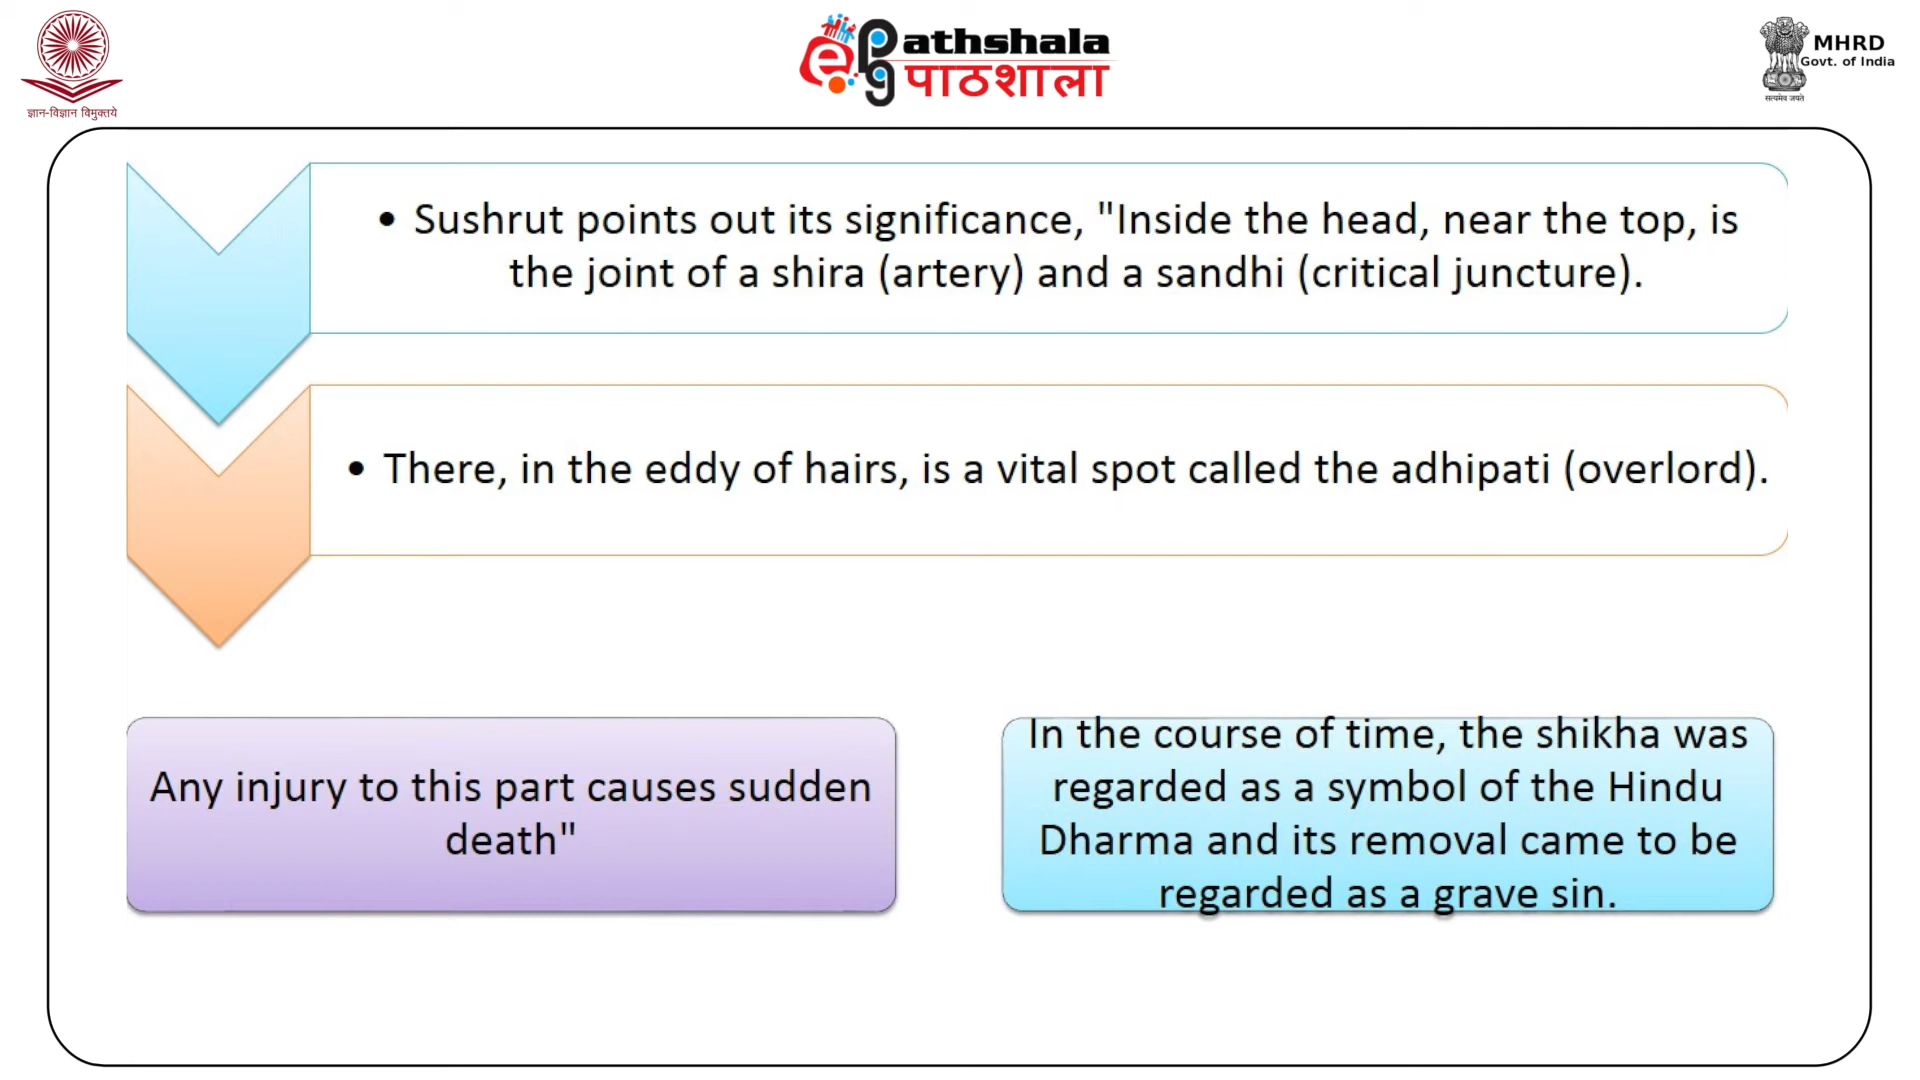 ज्ञान-विज्ञान विमुक्तये
ePg athshala
पाठशाला
MHRD
Govt. of India
सत्यमेव जयते
• Sushrut points out its significance, "Inside the head, near the top, is
the joint of a shira (artery) and a sandhi (critical juncture).
• There, in the eddy of hairs, is a vital spot called the adhipati (overlord).
Any injury to this part causes sudden
death"
In the course of time, the shikha was
regarded as a symbol of the Hindu
Dharma and its removal came to be
regarded as a grave sin.